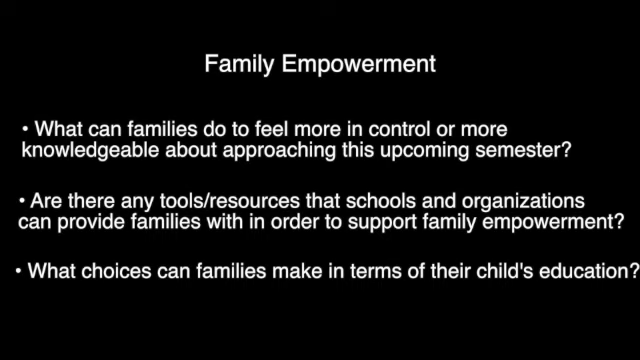 Family Empowerment
• What can families do to feel more in control or more
knowledgeable about approaching this upcoming semester?
• Are there any tools/resources that schools and organizations
can provide families with in order to support family empowerment?
• What choices can families make in terms of their child's education?